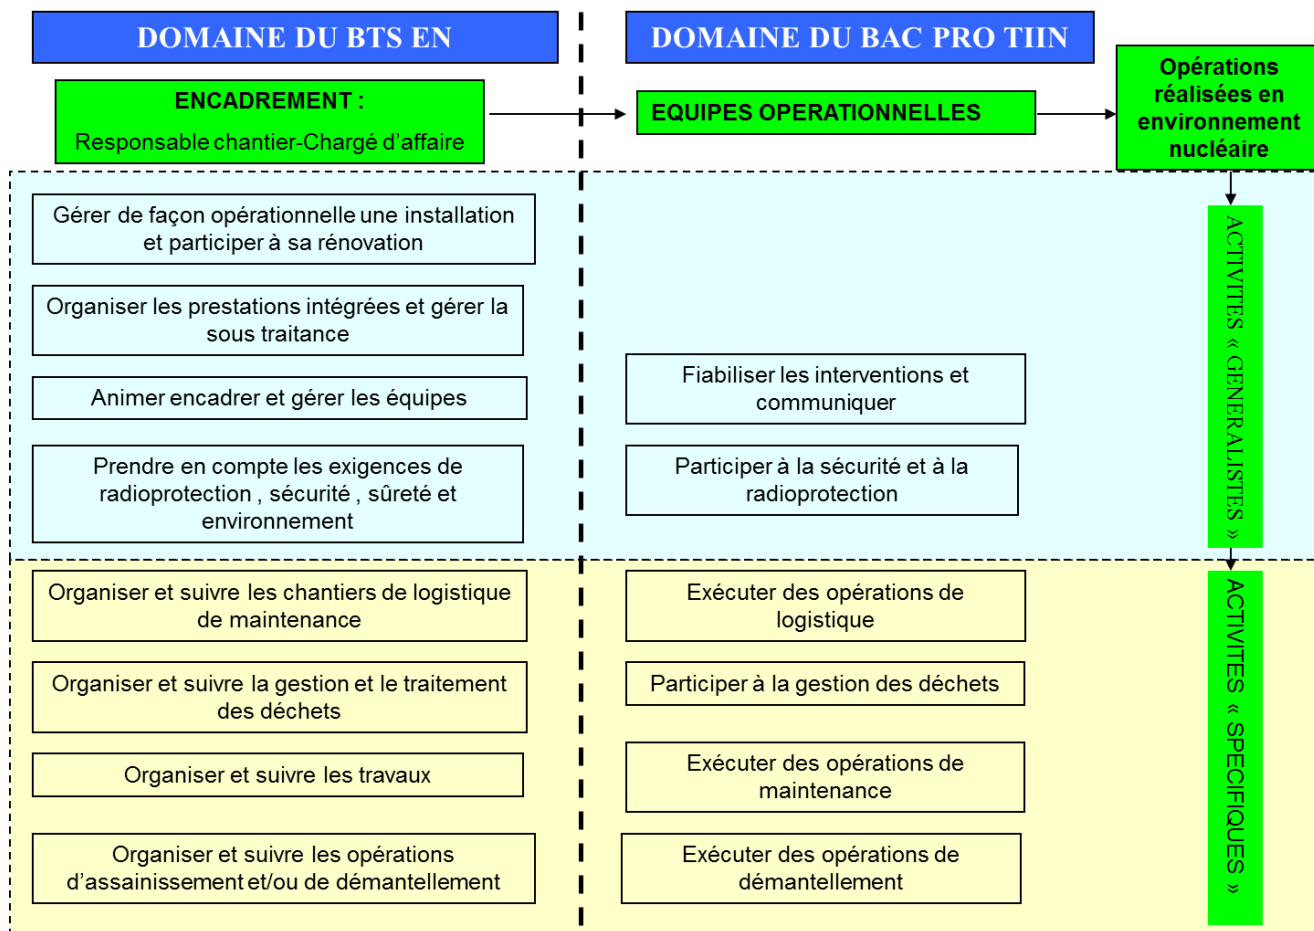 DOMAINE DU BTS EN
DOMAINE DU BAC PRO TIIN
ENCADREMENT :
Responsable chantier-Chargé d’affaire
EQUIPES OPERATIONNELLES
Opérations
réalisées en
environnement
nucléaire
Gérer de façon opérationnelle une installation
et participer à sa rénovation
Organiser les prestations intégrées et gérer la
sous traitance
Animer encadrer et gérer les équipes
Prendre en compte les exigences de
radioprotection , sécurité , sûreté et
environnement
Fiabiliser les interventions et
communiquer
Participer à la sécurité et à la
radioprotection
ACTIVITES « GENERALISTES »
Organiser et suivre les chantiers de logistique
de maintenance
Organiser et suivre la gestion et le traitement
des déchets
Organiser et suivre les travaux
Organiser et suivre les opérations
d’assainissement et/ou de démantellement
Exécuter des opérations de
logistique
Participer à la gestion des déchets
Exécuter des opérations de
maintenance
Exécuter des opérations de
démantellement
ACTIVITES « SPECIFIQUES »